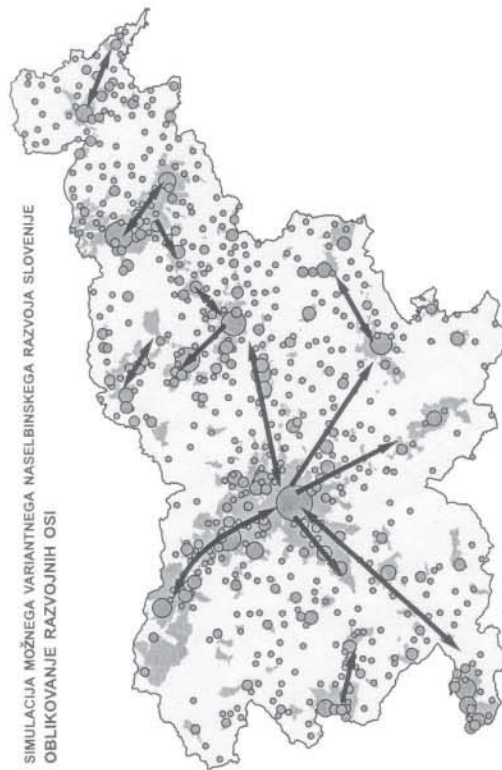 SIMULACIJA MOŽNEGA VARIANTNEGA NASELBINSKEGA RAZVOJA SLOVENIJE
OBLIKOVANJE RAZVOJNIH OSI